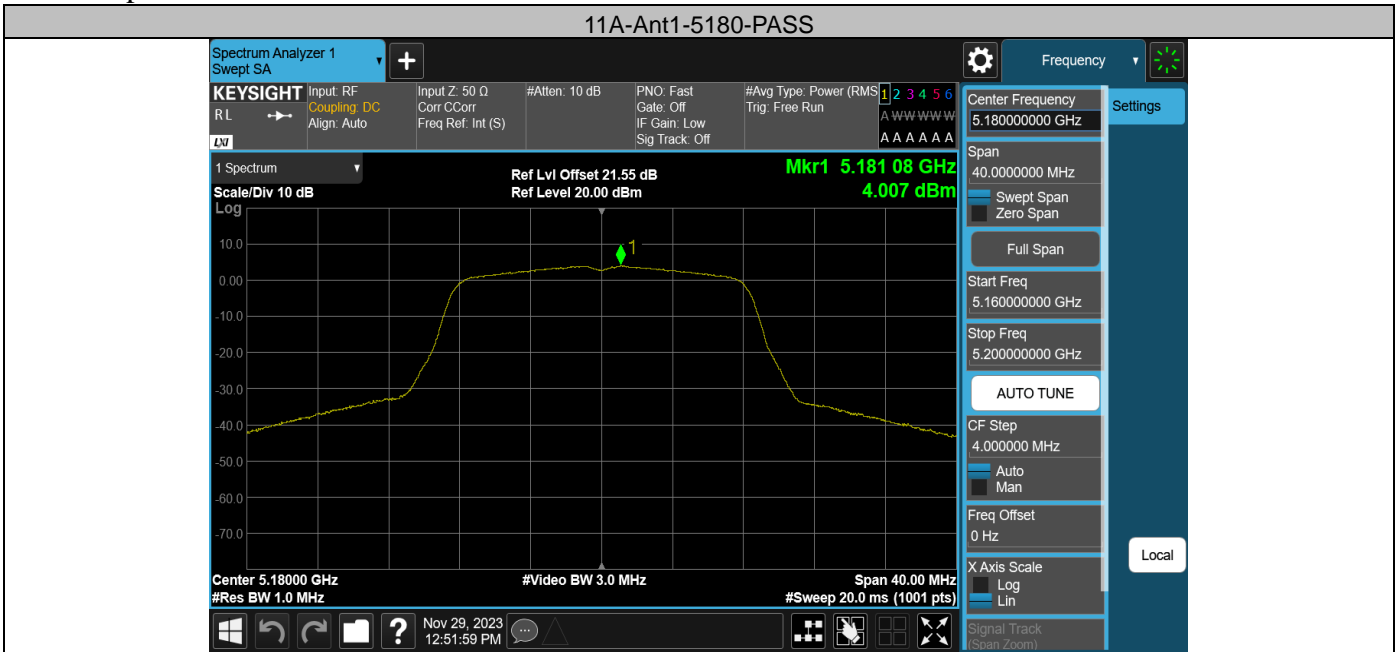 11A-Ant1-5180-PASS
Spectrum Analyzer 1
Swept SA
Frequency
KEYSIGHT
RL
LXI
Input: RF
Coupling: DC
Align: Auto
Input Z: 50 Ω
Corr CCorr
Freq Ref: Int (S)
#Atten: 10 dB
PNO: Fast
Gate: Off
IF Gain: Low
Sig Track: Off
#Avg Type: Power (RMS
Trig: Free Run
1 2 3 4 5 6
A W W W W W
A A A A A A
Center Frequency
5.180000000 GHz
Settings
Span
40.0000000 MHz
Swept Span
Zero Span
Full Span
Start Freq
5.160000000 GHz
Stop Freq
5.200000000 GHz
AUTO TUNE
CF Step
4.000000 MHz
Auto
Man
Freq Offset
0 Hz
X Axis Scale
Log
Lin
Signal Track
(Span Zoom)
Local
1 Spectrum
Scale/Div 10 dB
Log
Ref Lvl Offset 21.55 dB
Ref Level 20.00 dBm
Mkr1 5.181 08 GHz
4.007 dBm
1
10.0
0.00
-10.0
-20.0
-30.0
-40.0
-50.0
-60.0
-70.0
Center 5.18000 GHz
#Res BW 1.0 MHz
#Video BW 3.0 MHz
Span 40.00 MHz
#Sweep 20.0 ms (1001 pts)
?
Nov 29, 2023
12:51:59 PM